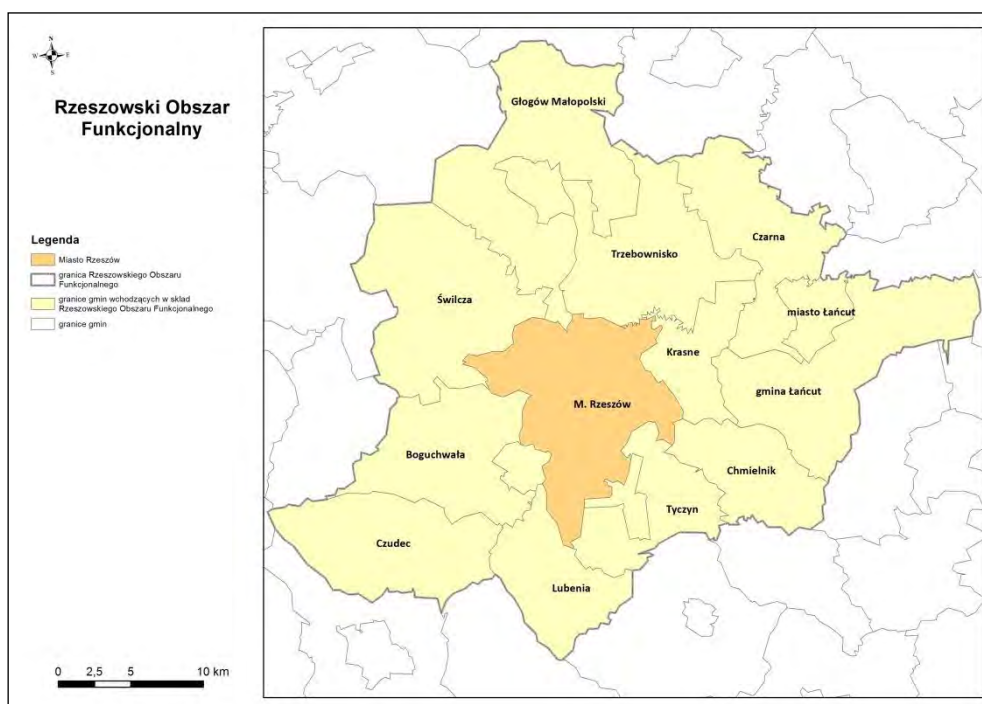 N
W
E
S
Rzeszowski Obszar
Funkcjonalny
Legenda
Miasto Rzeszów
granica Rzeszowskiego Obszaru
Funkcjonalnego
granice gmin wchodzących w skład
Rzeszowskiego Obszaru Funkcjonalnego
granice gmin
0 2,5 5 10 km
Głogów Małopolski
Trzebownisko
Czarna
Świlcza
miasto Łańcut
Krasne
gmina Łańcut
M. Rzeszów
Boguchwała
Chmielnik
Tyczyn
Czudec
Lubenia